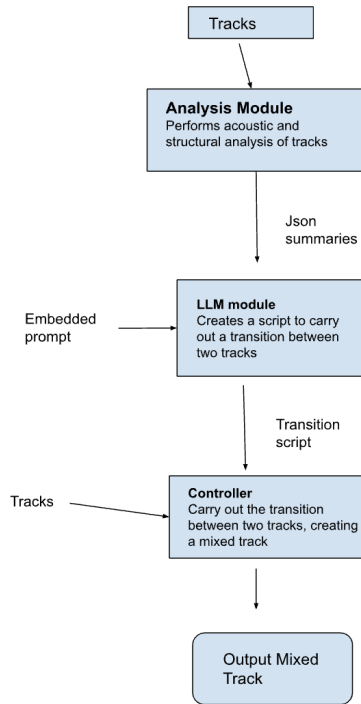 Tracks
Analysis Module
Performs acoustic and
structural analysis of tracks
Json
summaries
Embedded
prompt
LLM module
Creates a script to carry
out a transition between
two tracks
Transition
script
Tracks
Controller
Carry out the transition
between two tracks, creating
a mixed track
Output Mixed
Track